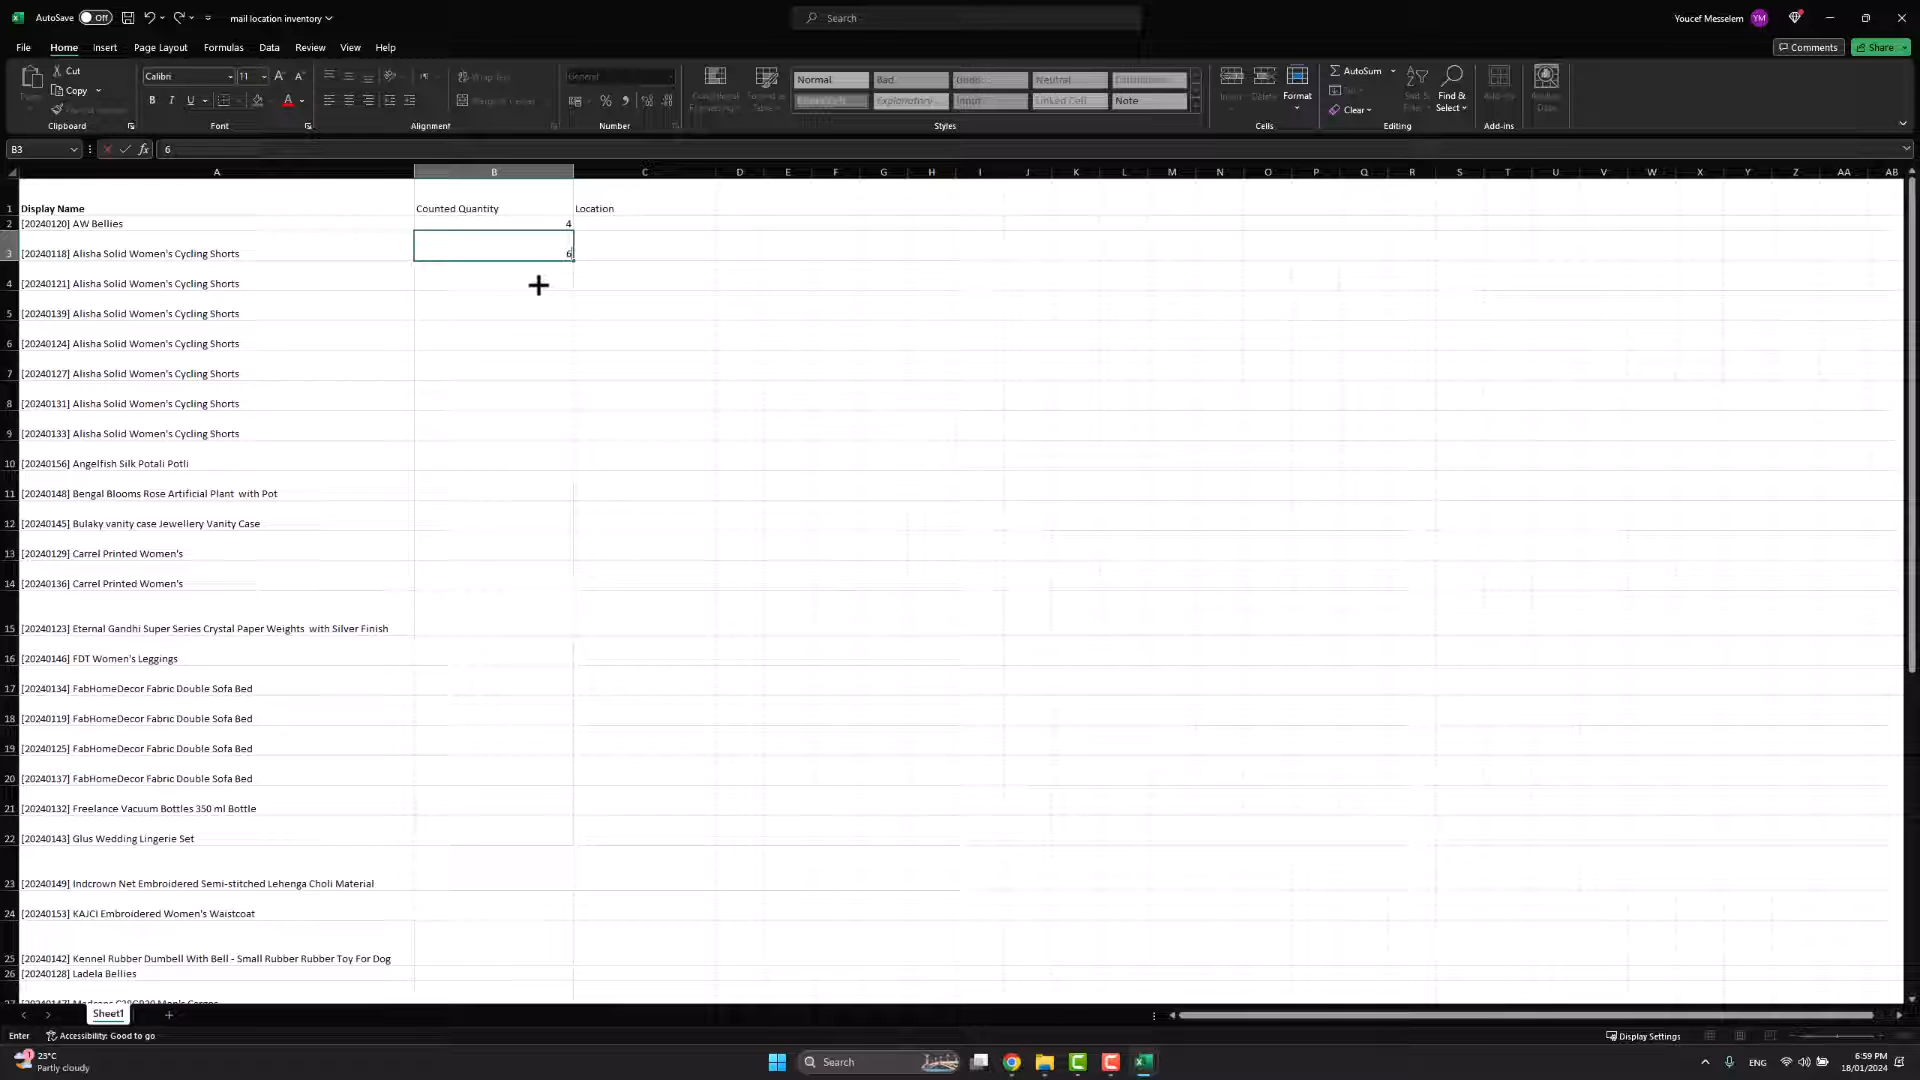 AutoSave Off mail location inventory Search Youcef Messelem YM
File Home Insert Page Layout Formulas Data Review View Help Comments Share
Cut Calibri 11 General Normal Bad Neutral AutoSum
Copy Explanatory ... Input Linked Cell Note Format Find & Select Clear
Clipboard Font Alignment Number Styles Cells Editing Add-ins
B3 fx 6
A B C D E F G H I J K L M N O P Q R S T U V W X Y Z AA AB
1 Display Name Counted Quantity Location
2 [20240120] AW Bellies 4
3 [20240118] Alisha Solid Women's Cycling Shorts 6
4 [20240121] Alisha Solid Women's Cycling Shorts
5 [20240139] Alisha Solid Women's Cycling Shorts
6 [20240124] Alisha Solid Women's Cycling Shorts
7 [20240127] Alisha Solid Women's Cycling Shorts
8 [20240131] Alisha Solid Women's Cycling Shorts
9 [20240133] Alisha Solid Women's Cycling Shorts
10 [20240156] Angelfish Silk Potali Potli
11 [20240148] Bengal Blooms Rose Artificial Plant with Pot
12 [20240145] Bulaky vanity case Jewellery Vanity Case
13 [20240129] Carrel Printed Women's
14 [20240136] Carrel Printed Women's
15 [20240123] Eternal Gandhi Super Series Crystal Paper Weights with Silver Finish
16 [20240146] FDT Women's Leggings
17 [20240134] FabHomeDecor Fabric Double Sofa Bed
18 [20240119] FabHomeDecor Fabric Double Sofa Bed
19 [20240125] FabHomeDecor Fabric Double Sofa Bed
20 [20240137] FabHomeDecor Fabric Double Sofa Bed
21 [20240132] Freelance Vacuum Bottles 350 ml Bottle
22 [20240143] Glus Wedding Lingerie Set
23 [20240149] Indcrown Net Embroidered Semi-stitched Lehenga Choli Material
24 [20240153] KAJCI Embroidered Women's Waistcoat
25 [20240142] Kennel Rubber Dumbell With Bell - Small Rubber Rubber Toy For Dog
26 [20240128] Ladela Bellies
Sheet1
Enter Accessibility: Good to go Display Settings
23°C Search ENG 6:59 PM
Partly cloudy 18/01/2024